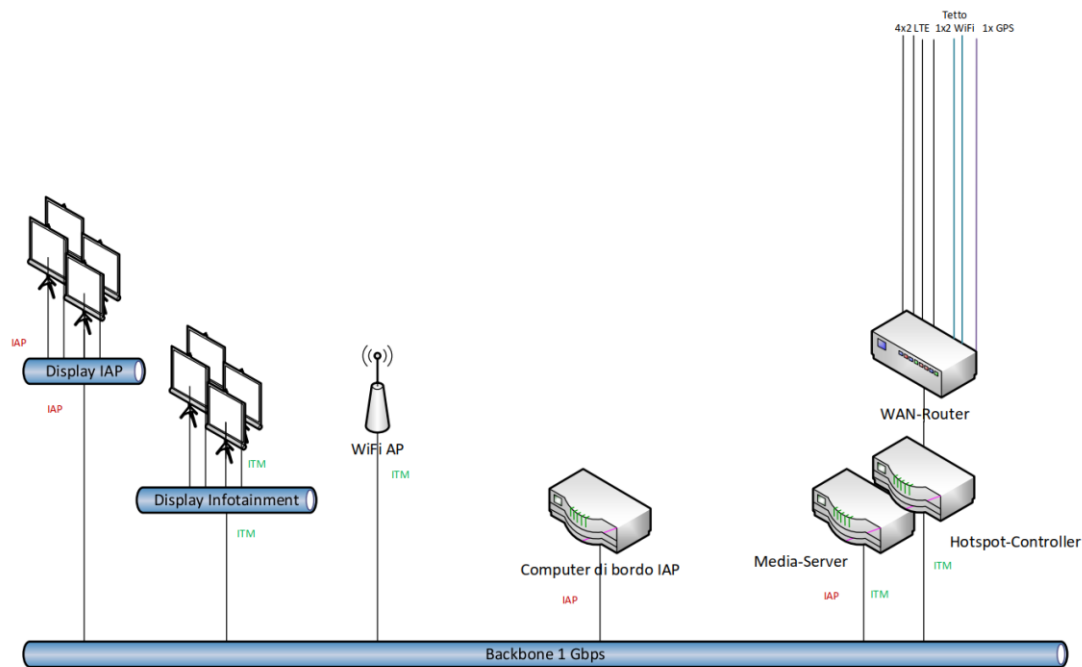 Tetto
4x2 LTE 1x2 WiFi 1x GPS
IAP
Display IAP
IAP
WAN-Router
WiFi AP
ITM
ITM
Display Infotainment
ITM
Hotspot-Controller
Media-Server
Computer di bordo IAP
ITM
IAP
IAP
ITM
Backbone 1 Gbps